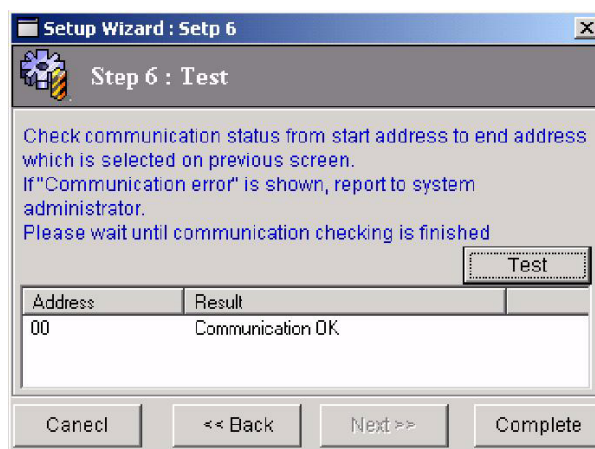 Setup Wizard : Setp 6
Step 6 : Test
Check communication status from start address to end address
which is selected on previous screen.
If "Communication error" is shown, report to system
administrator.
Please wait until communication checking is finished
Test
Address Result
00 Communication OK
Canecl << Back Next >> Complete